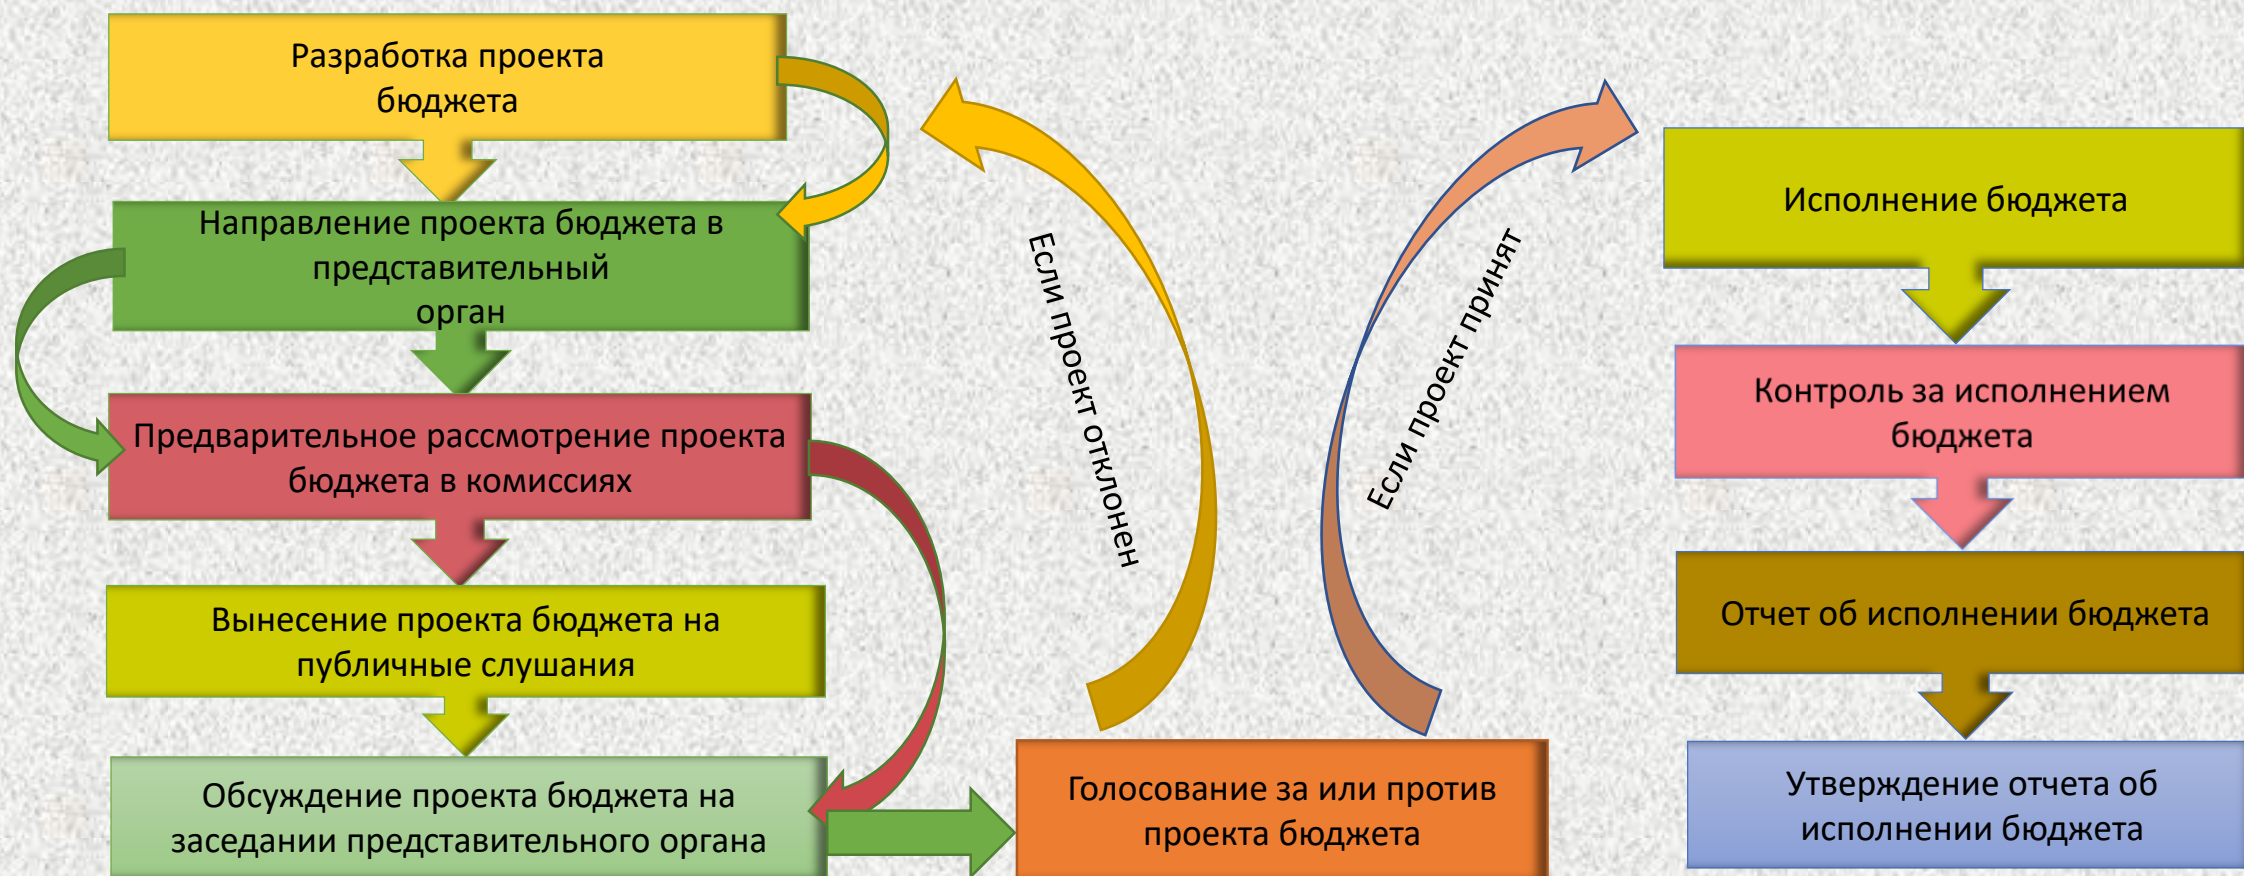 Разработка проекта
бюджета
Направление проекта бюджета в
представительный
орган
Предварительное рассмотрение проекта
бюджета в комиссиях
Вынесение проекта бюджета на
публичные слушания
Обсуждение проекта бюджета на
заседании представительного органа
Голосование за или против
проекта бюджета
Если проект отклонен
Если проект принят
Исполнение бюджета
Контроль за исполнением
бюджета
Отчет об исполнении бюджета
Утверждение отчета об
исполнении бюджета